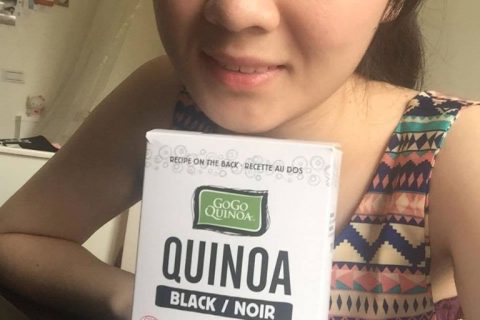 RECIPE ON THE BACK · RECETTE AU DOS
GOGO
QUINOA
QUINOA
BLACK / NOIR